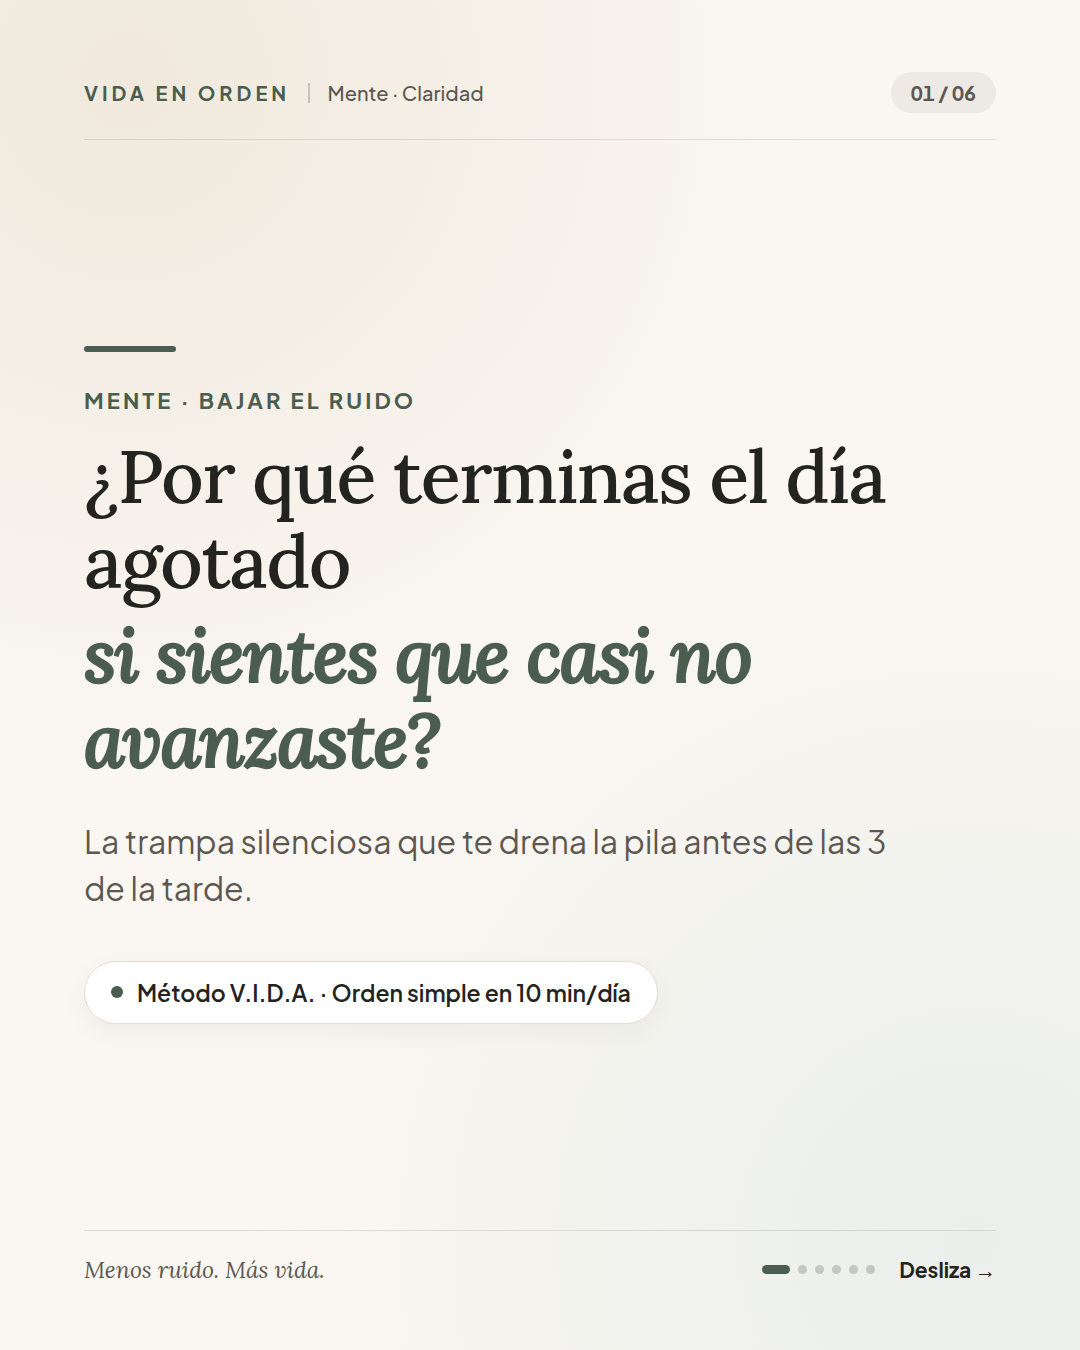 VIDA EN ORDEN | Mente · Claridad
01 / 06
MENTE · BAJAR EL RUIDO
¿Por qué terminas el día
agotado
si sientes que casi no
avanzaste?
La trampa silenciosa que te drena la pila antes de las 3
de la tarde.
Método V.I.D.A. · Orden simple en 10 min/día
Menos ruido. Más vida.
Desliza →